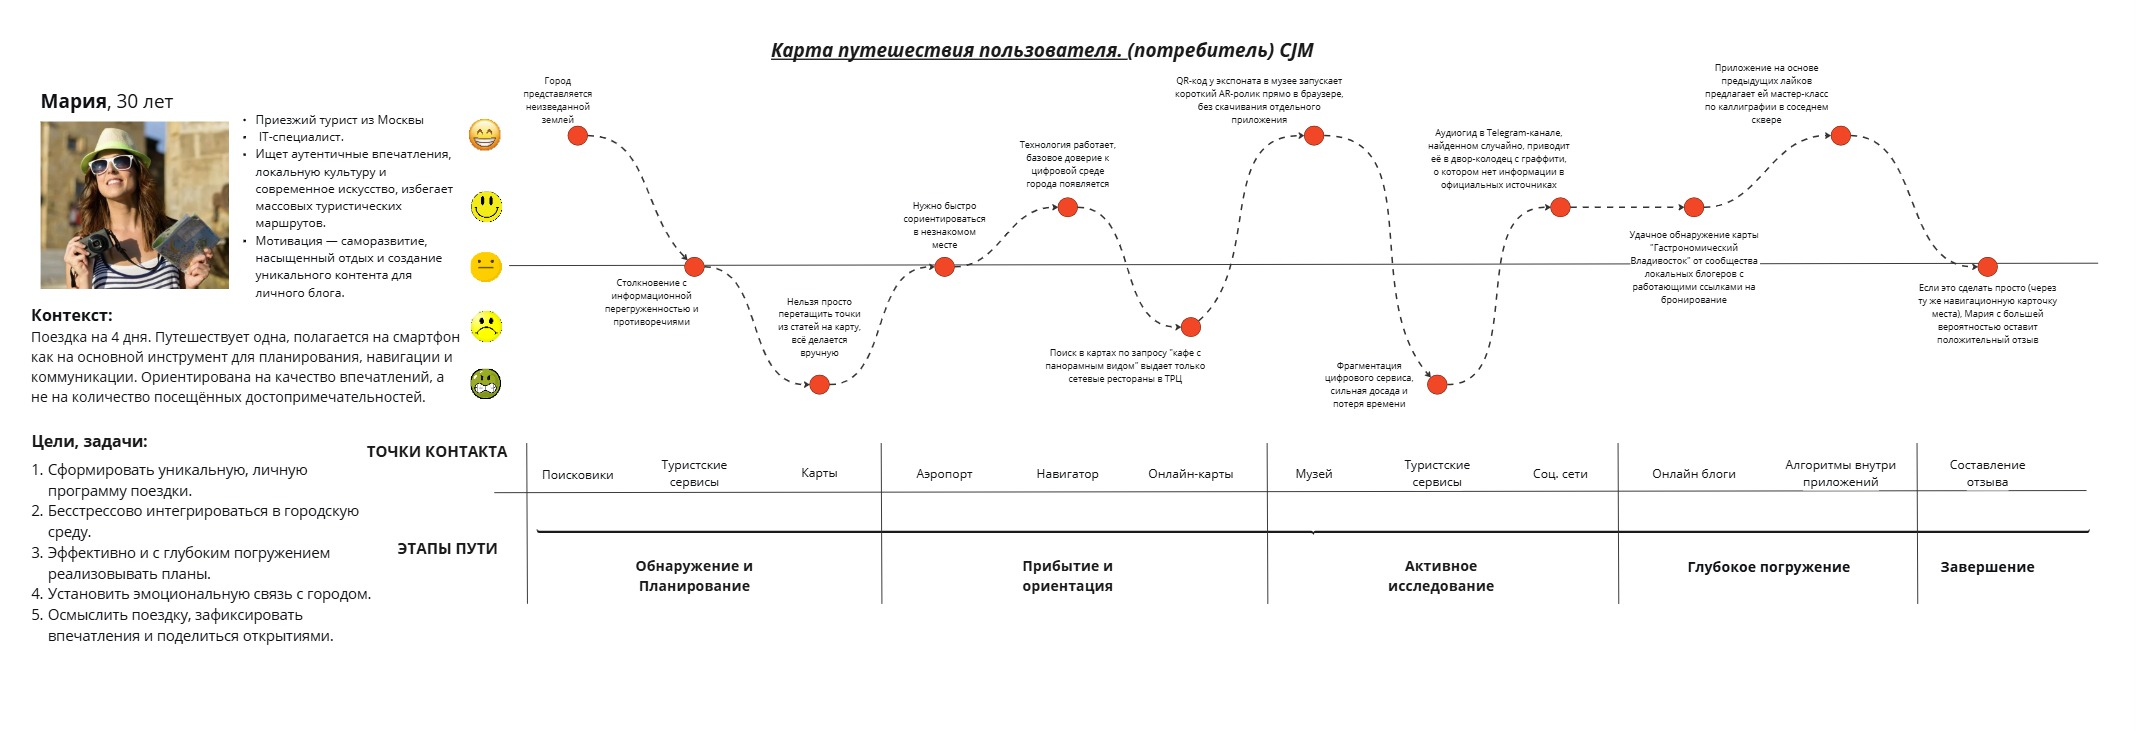 Карта путешествия пользователя. (потребитель) CJM
Мария, 30 лет
• Приезжий турист из Москвы
• IT-специалист.
• Ищет аутентичные впечатления,
локальную культуру и
современное искусство, избегает
массовых туристических
маршрутов.
• Мотивация — саморазвитие,
насыщенный отдых и создание
уникального контента для
личного блога.
Контекст:
Поездка на 4 дня. Путешествует одна, полагается на смартфон
как на основной инструмент для планирования, навигации и
коммуникации. Ориентирована на качество впечатлений, а
не на количество посещённых достопримечательностей.
Цели, задачи:
1. Сформировать уникальную, личную
программу поездки.
2. Бесстрессово интегрироваться в городскую
среду.
3. Эффективно и с глубоким погружением
реализовывать планы.
4. Установить эмоциональную связь с городом.
5. Осмыслить поездку, зафиксировать
впечатления и поделиться открытиями.
Город
представляется
неизведанной
землей
Столкновение с
информационной
перегруженностью и
противоречиями
Нельзя просто
перетащить точки
из статей на карту,
всё делается
вручную
Нужно быстро
сориентироваться
в незнакомом
месте
Технология работает,
базовое доверие к
цифровой среде
города появляется
Поиск в картах по запросу "кафе с
панорамным видом" выдает только
сетевые рестораны в ТРЦ
QR-код у экспоната в музее запускает
короткий AR-ролик прямо в браузере,
без скачивания отдельного
приложения
Фрагментация
цифрового сервиса,
сильная досада и
потеря времени
Аудиогид в Telegram-канале,
найденном случайно, приводит
её в двор-колодец с граффити,
о котором нет информации в
официальных источниках
Удачное обнаружение карты
"Гастрономический
Владивосток" от сообщества
локальных блогеров с
работающими ссылками на
бронирование
Приложение на основе
предыдущих лайков
предлагает ей мастер-класс
по каллиграфии в соседнем
сквере
Если это сделать просто (через
ту же навигационную карточку
места), Мария с большей
вероятностью оставит
положительный отзыв
ТОЧКИ КОНТАКТА
Поисковики
Туристские
сервисы
Карты
Аэропорт
Навигатор
Онлайн-карты
Музей
Туристские
сервисы
Соц. сети
Онлайн блоги
Алгоритмы внутри
приложений
Составление
отзыва
ЭТАПЫ ПУТИ
Обнаружение и
Планирование
Прибытие и
ориентация
Активное
исследование
Глубокое погружение
Завершение